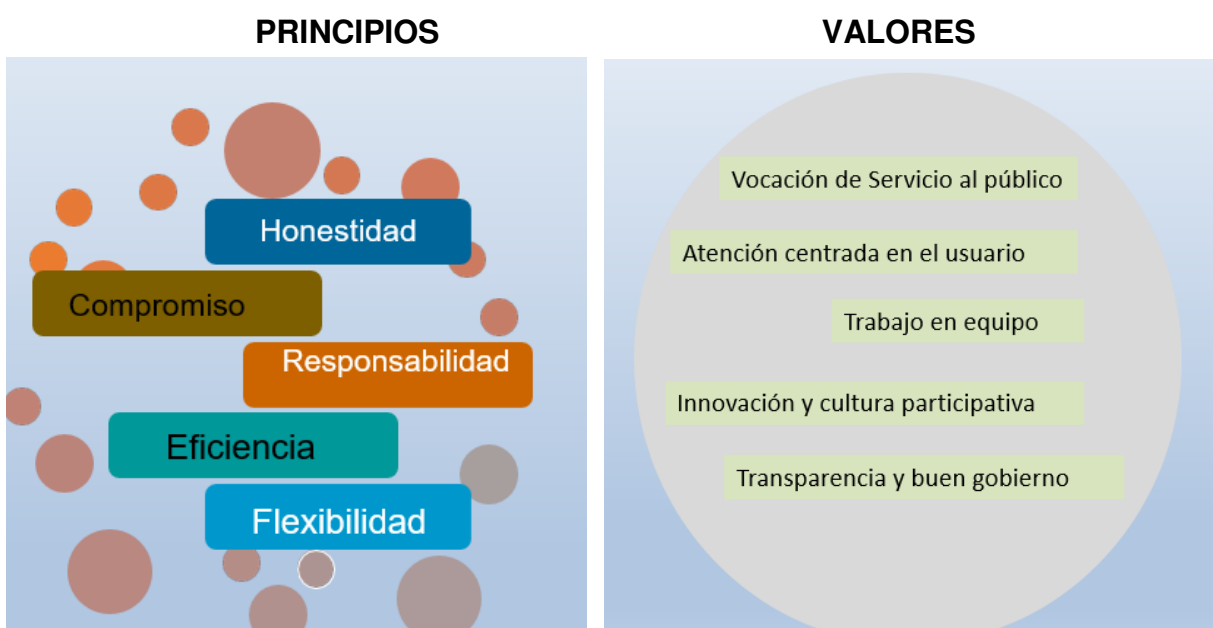 PRINCIPIOS
Honestidad
Compromiso
Responsabilidad
Eficiencia
Flexibilidad
VALORES
Vocación de Servicio al público
Atención centrada en el usuario
Trabajo en equipo
Innovación y cultura participativa
Transparencia y buen gobierno